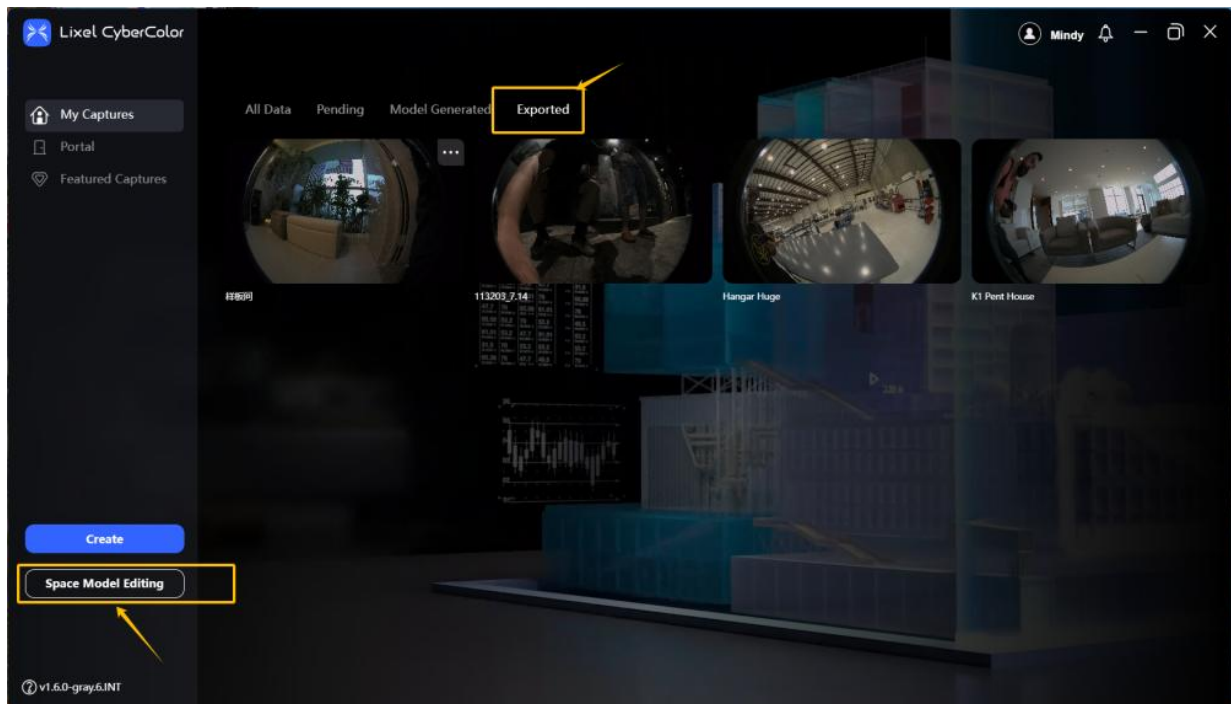 Lixel CyberColor
Mindy
My Captures
Portal
Featured Captures
All Data
Pending
Model Generated
Exported
样板间
113203_7.14
Hangar Huge
K1 Pent House
Create
Space Model Editing
v1.6.0-gray.6.INT